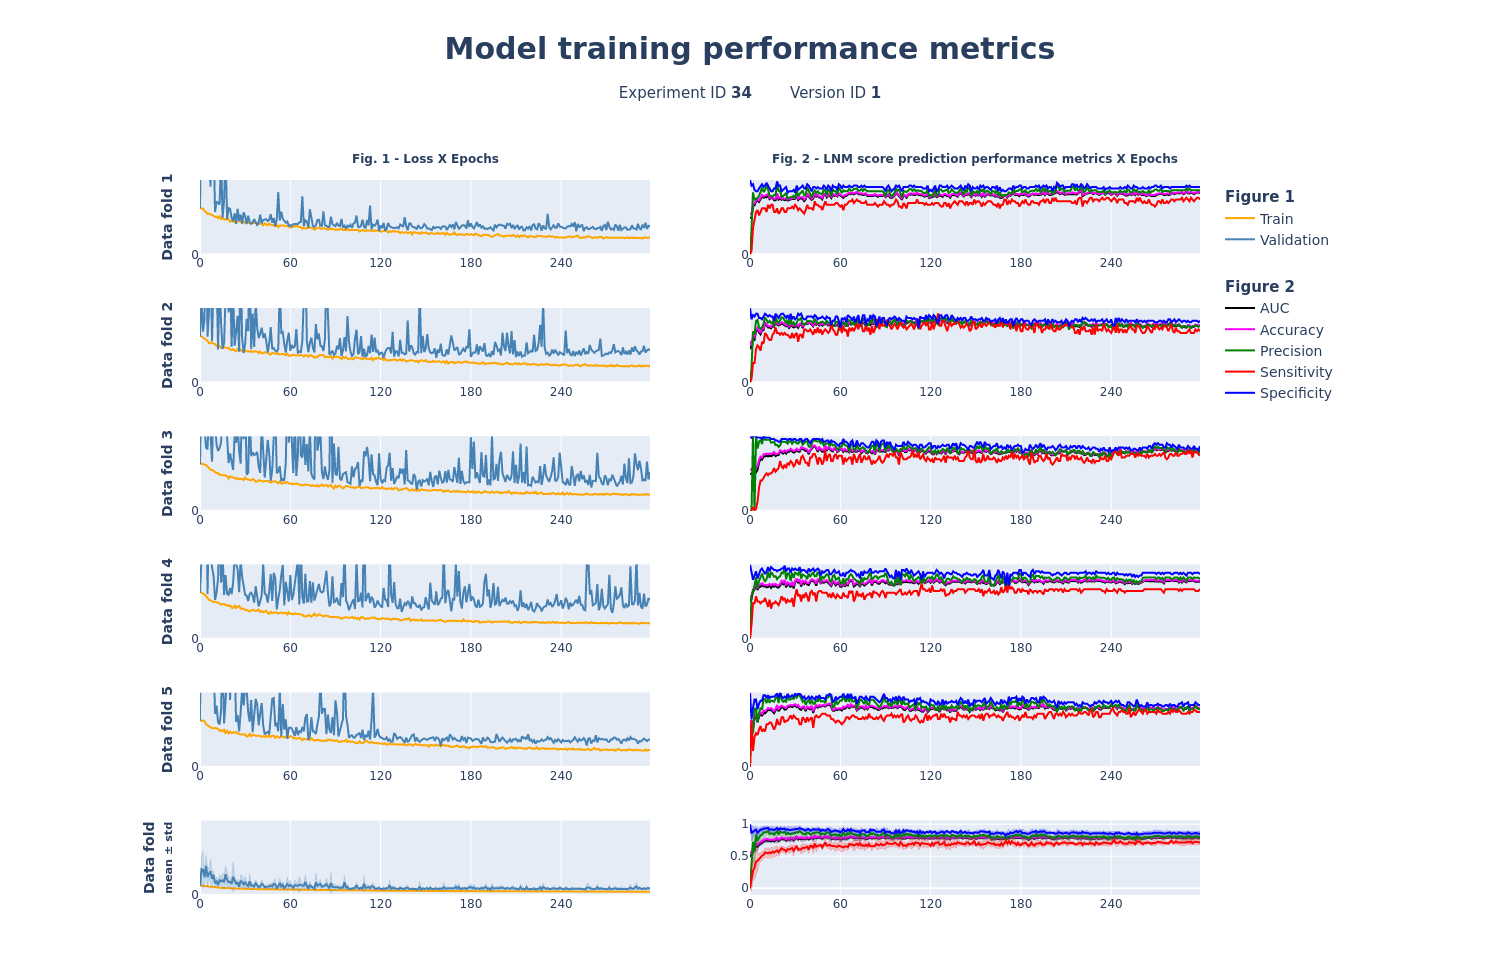 Model training performance metrics
Experiment ID 34 Version ID 1
Fig. 1 - Loss X Epochs
Fig. 2 - LNM score prediction performance metrics X Epochs
Data fold 1
0
0 60 120 180 240
0
0 60 120 180 240
Figure 1
Train
Validation
Figure 2
AUC
Accuracy
Precision
Sensitivity
Specificity
Data fold 2
0
0 60 120 180 240
0
0 60 120 180 240
Data fold 3
0
0 60 120 180 240
0
0 60 120 180 240
Data fold 4
0
0 60 120 180 240
0
0 60 120 180 240
Data fold 5
0
0 60 120 180 240
0
0 60 120 180 240
Data fold
mean ± std
0
0 60 120 180 240
1
0.5
0
0 60 120 180 240